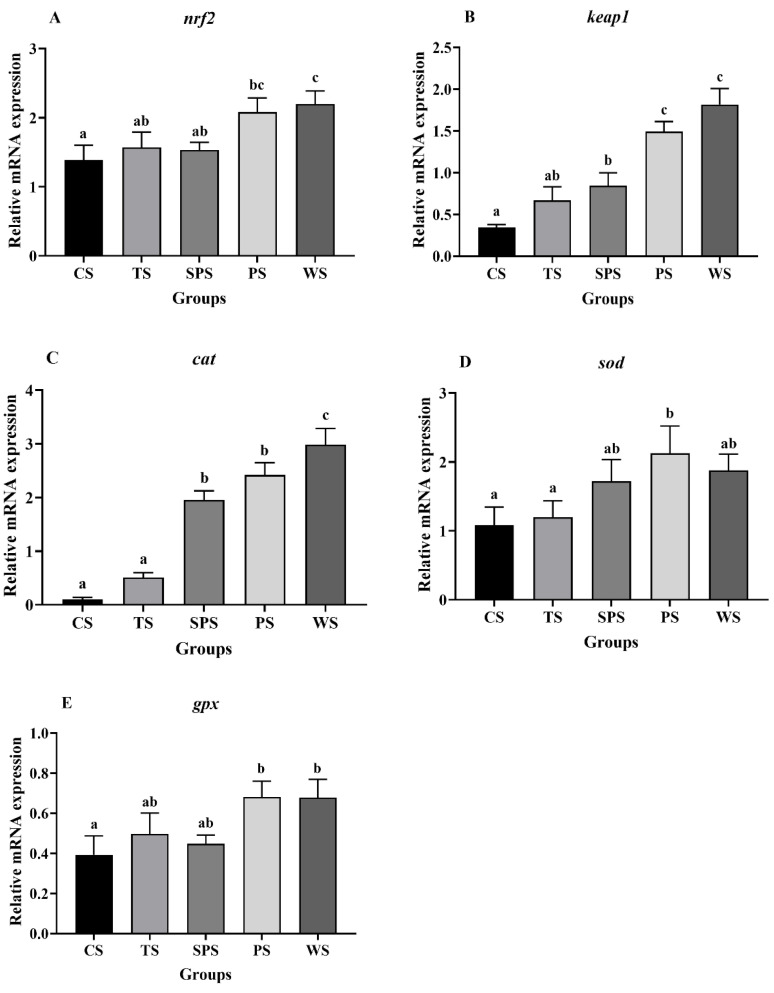 A
nrf2
Relative mRNA expression
3
2
1
0
a
ab
ab
bc
c
CS TS SPS PS WS
Groups
B
keap1
Relative mRNA expression
2.5
2.0
1.5
1.0
0.5
0.0
a
ab
b
c
c
CS TS SPS PS WS
Groups
C
cat
Relative mRNA expression
4
3
2
1
0
a
a
b
b
c
CS TS SPS PS WS
Groups
D
sod
Relative mRNA expression
3
2
1
0
a
a
ab
b
ab
CS TS SPS PS WS
Groups
E
gpx
Relative mRNA expression
1.0
0.8
0.6
0.4
0.2
0.0
a
ab
ab
b
b
CS TS SPS PS WS
Groups